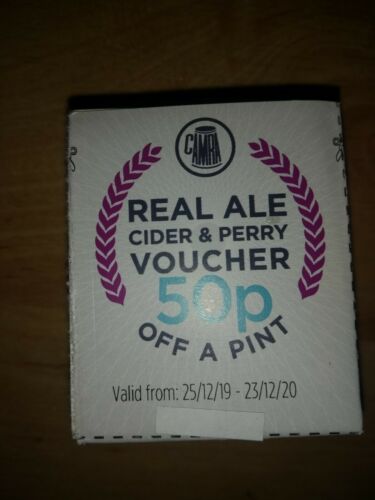 CAMRA
REAL ALE
CIDER & PERRY
VOUCHER
50p
OFF A PINT
Valid from: 25/12/19 - 23/12/20